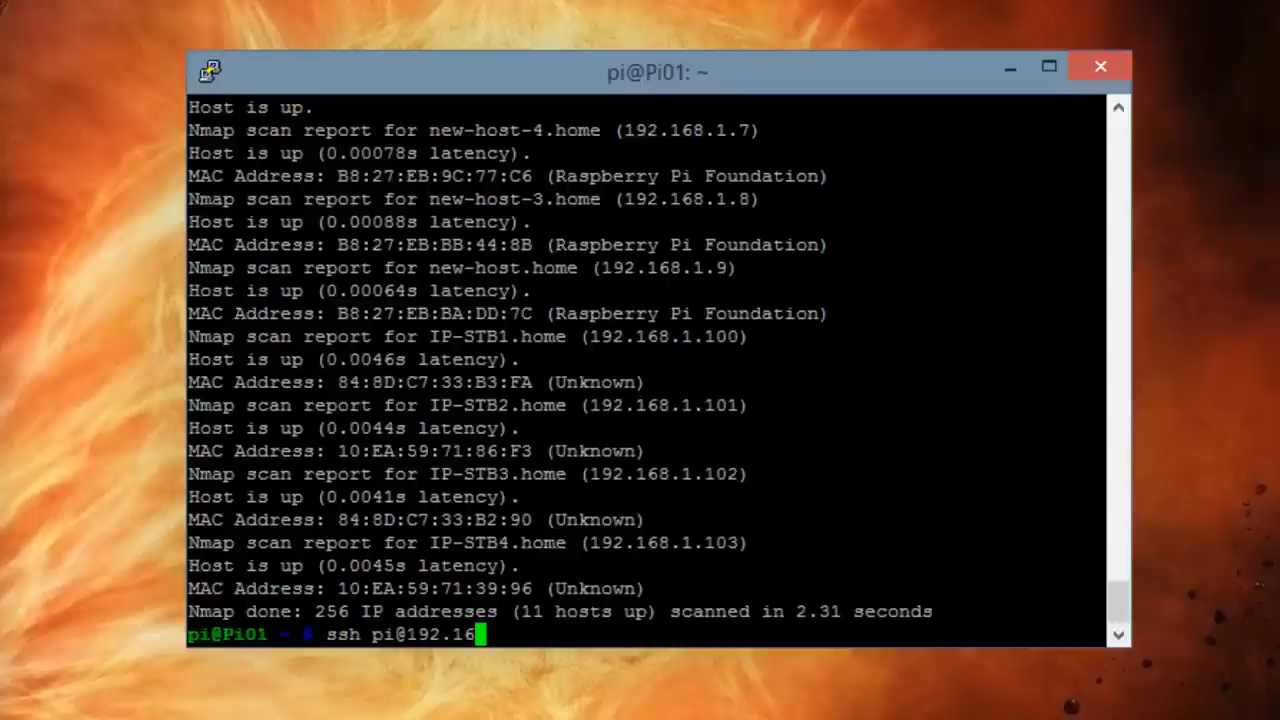 pi@Pi01: ~
Host is up.
Nmap scan report for new-host-4.home (192.168.1.7)
Host is up (0.00078s latency).
MAC Address: B8:27:EB:9C:77:C6 (Raspberry Pi Foundation)
Nmap scan report for new-host-3.home (192.168.1.8)
Host is up (0.00088s latency).
MAC Address: B8:27:EB:BB:44:8B (Raspberry Pi Foundation)
Nmap scan report for new-host.home (192.168.1.9)
Host is up (0.00064s latency).
MAC Address: B8:27:EB:BA:DD:7C (Raspberry Pi Foundation)
Nmap scan report for IP-STB1.home (192.168.1.100)
Host is up (0.0046s latency).
MAC Address: 84:8D:C7:33:B3:FA (Unknown)
Nmap scan report for IP-STB2.home (192.168.1.101)
Host is up (0.0044s latency).
MAC Address: 10:EA:59:71:86:F3 (Unknown)
Nmap scan report for IP-STB3.home (192.168.1.102)
Host is up (0.0041s latency).
MAC Address: 84:8D:C7:33:B2:90 (Unknown)
Nmap scan report for IP-STB4.home (192.168.1.103)
Host is up (0.0045s latency).
MAC Address: 10:EA:59:71:39:96 (Unknown)
Nmap done: 256 IP addresses (11 hosts up) scanned in 2.31 seconds
pi@Pi01 ~ $ ssh pi@192.16